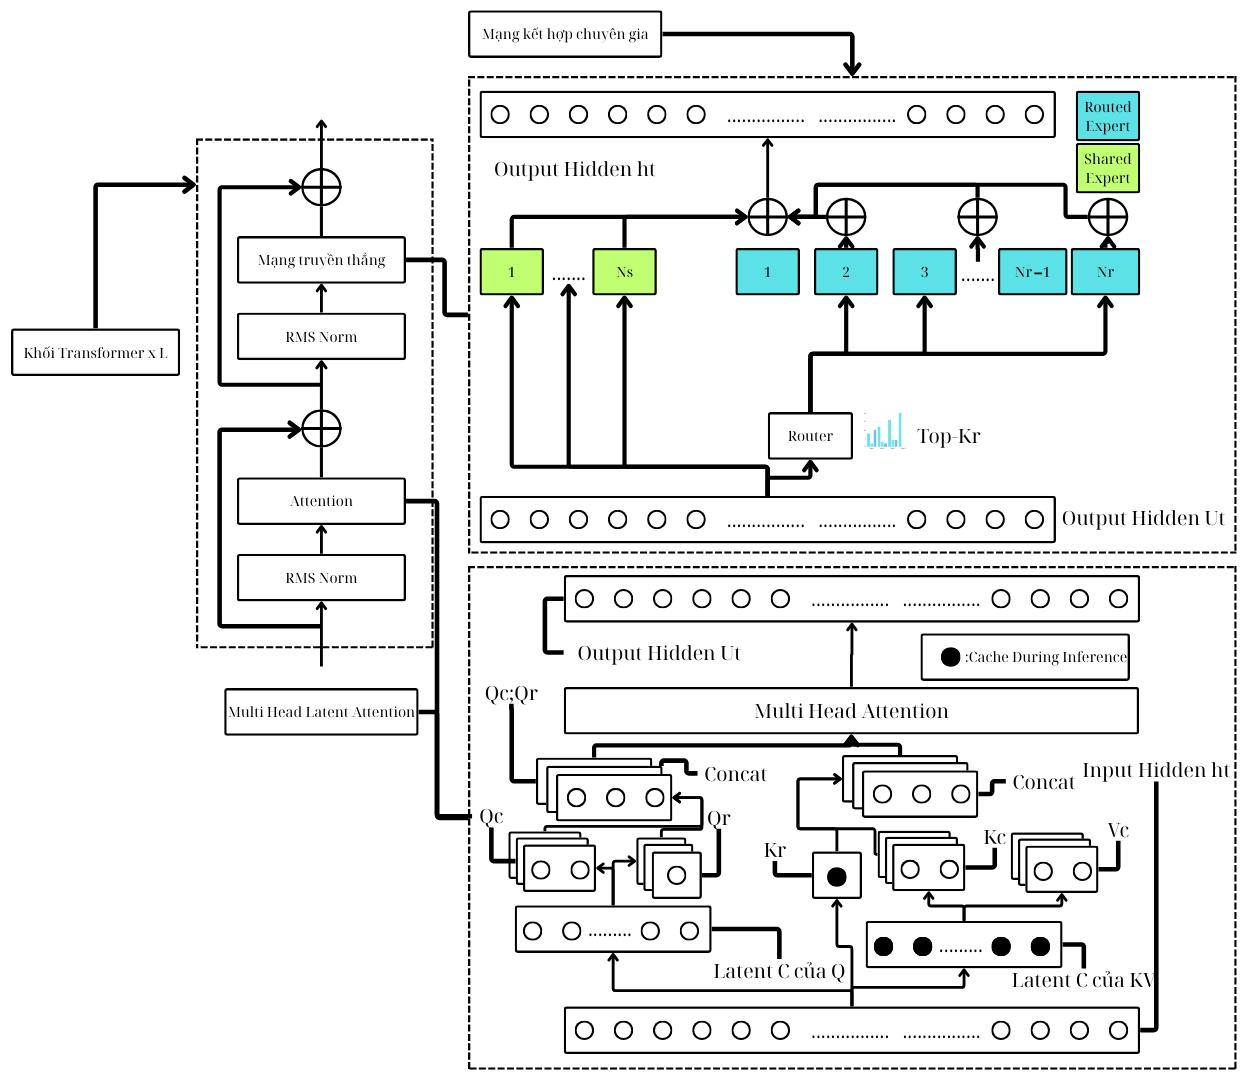 Mạng kết hợp chuyên gia
Routed
Expert
Shared
Expert
Output Hidden ht
Mạng truyền thẳng
1
.......
Ns
1
2
3
.......
Nr-1
Nr
RMS Norm
Khối Transformer x L
Router
Top-Kr
Attention
Output Hidden Ut
RMS Norm
Output Hidden Ut
:Cache During Inference
Qc;Qr
Multi Head Latent Attention
Multi Head Attention
Concat
Concat
Input Hidden ht
Qc
Qr
Kr
Kc
Vc
Latent C của Q
Latent C của KV